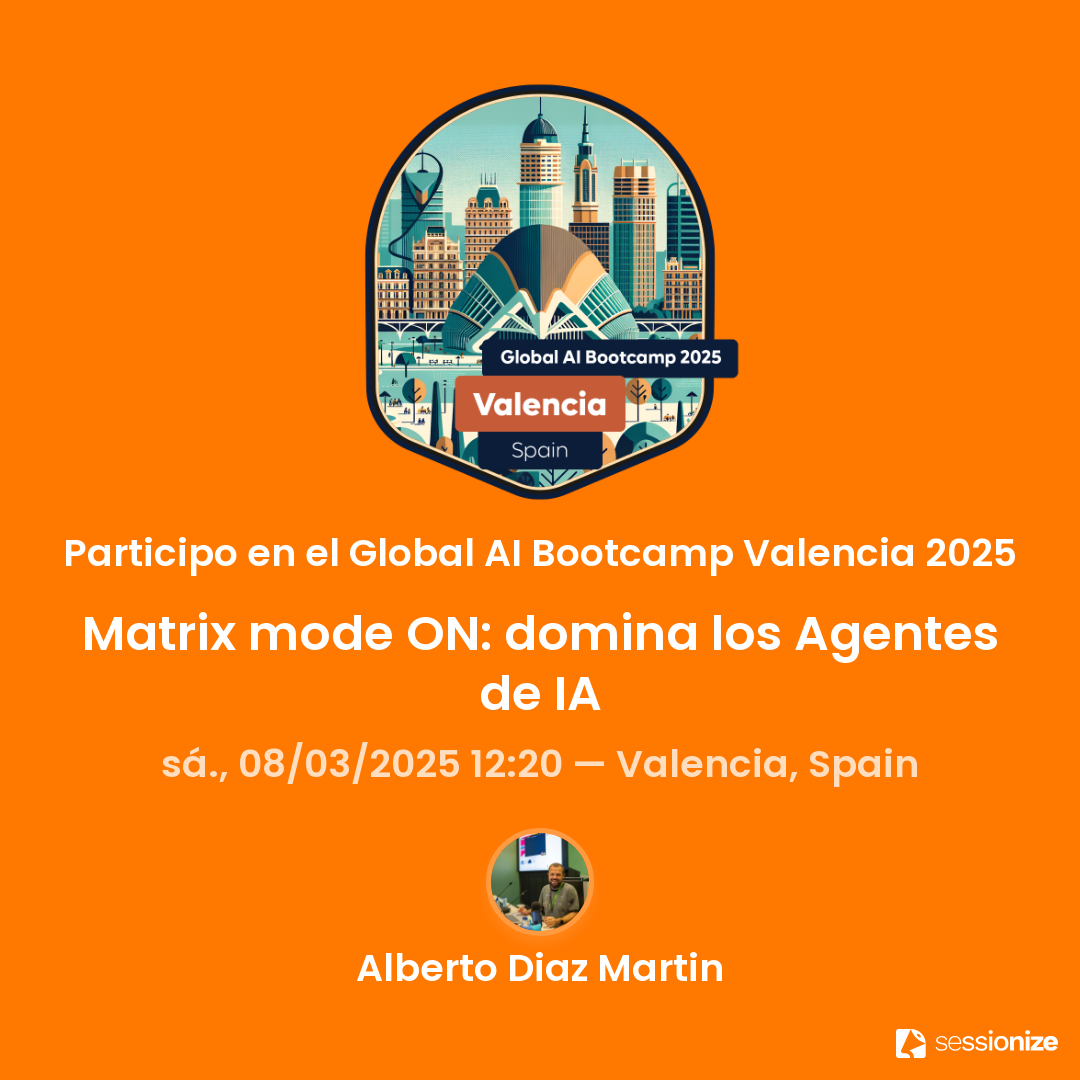 Global AI Bootcamp 2025
Valencia
Spain
Participo en el Global AI Bootcamp Valencia 2025
Matrix mode ON: domina los Agentes
de IA
sá., 08/03/2025 12:20 — Valencia, Spain
Alberto Diaz Martin
sessionize